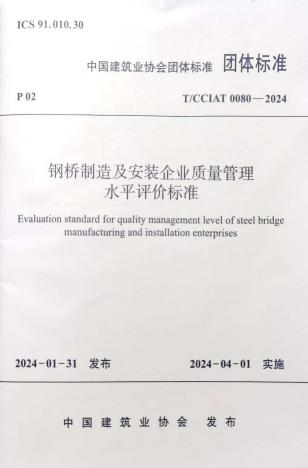 ICS 91.010.30
中国建筑业协会团体标准 团体标准
P 02 T/CCIAT 0080—2024
钢桥制造及安装企业质量管理
水平评价标准
Evaluation standard for quality management level of steel bridge
manufacturing and installation enterprises
2024-01-31 发布 2024-04-01 实施
中国建筑业协会 发布